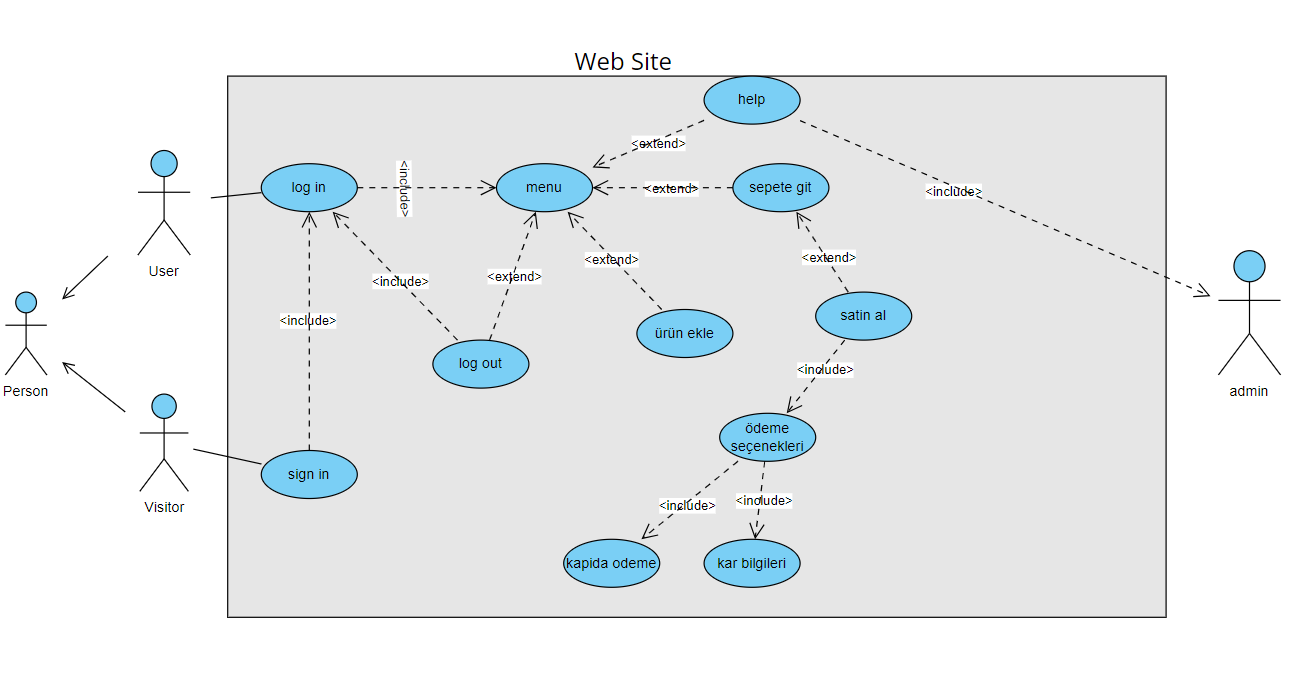 Web Site
help
<extend>
log in
<include>
menu
<extend>
sepete git
<include>
User
<include>
<extend>
<extend>
<extend>
<include>
ürün ekle
satin al
log out
<include>
Person
admin
Visitor
sign in
ödeme
seçenekleri
<include>
<include>
kapida odeme
kar bilgileri